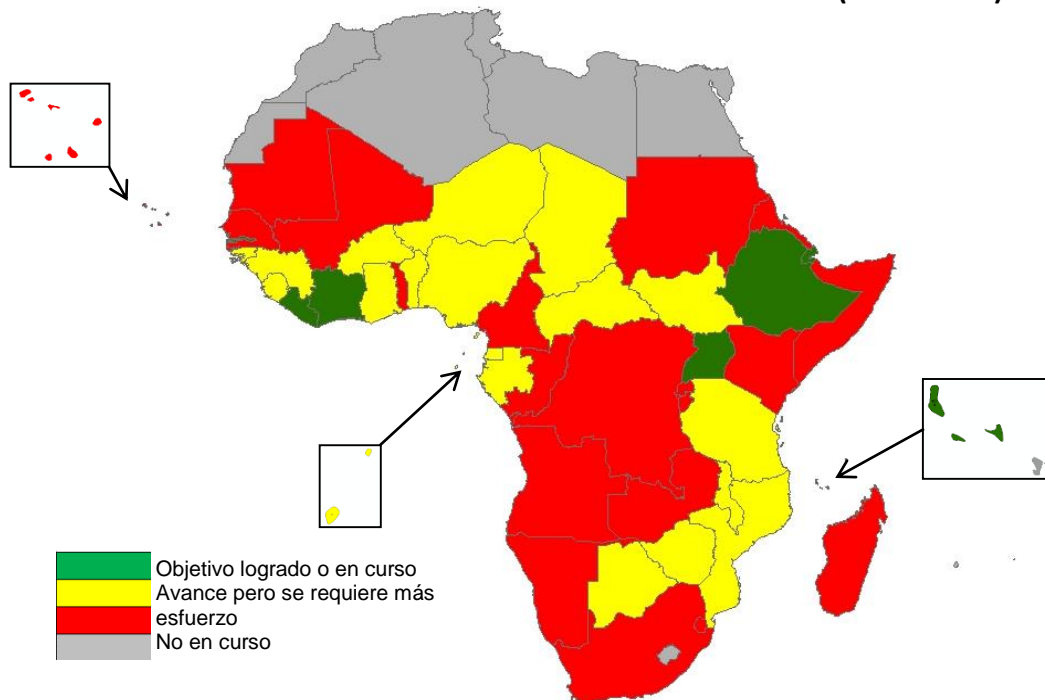 Objetivo logrado o en curso
Avance pero se requiere más
esfuerzo
No en curso